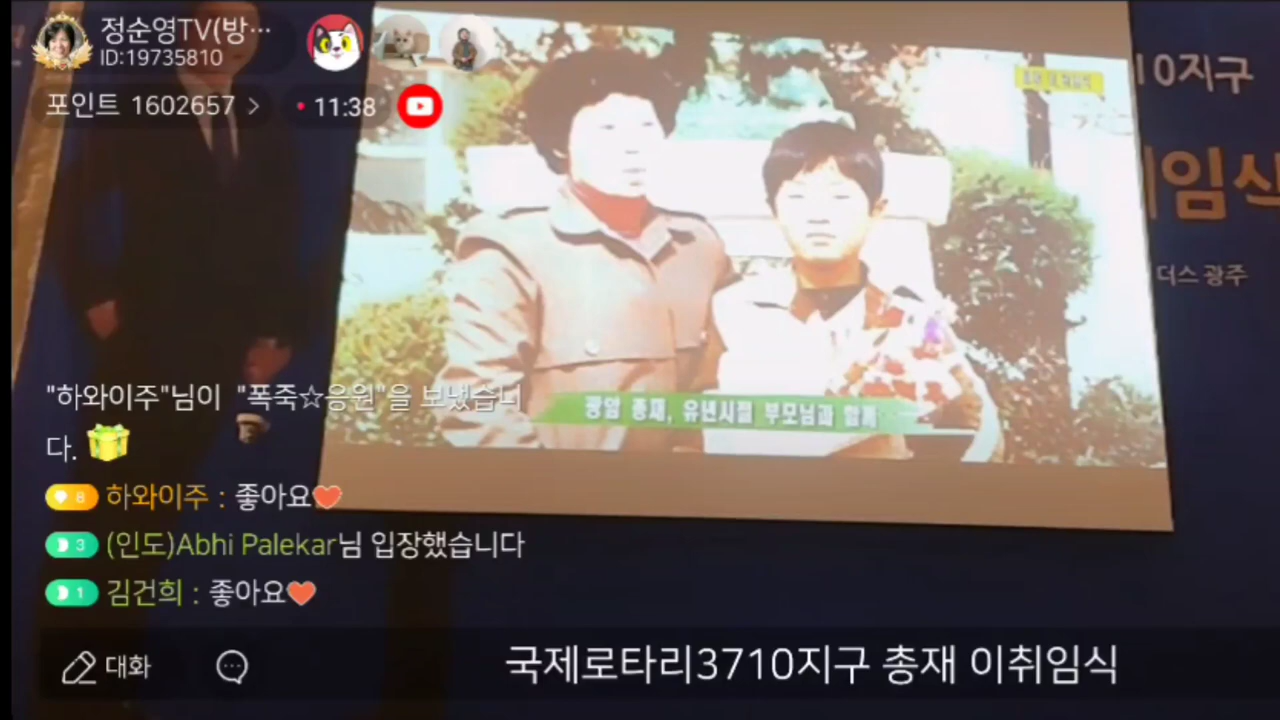 정순영TV(방…
ID:19735810
포인트 1602657 >
11:38
10지구
임식
더스 광주
광암 총재, 유년시절 부모님과 함께
"하와이주"님이 "폭죽☆응원"을 보냈습니
다.
8 하와이주 : 좋아요
3 (인도)Abhi Palekar님 입장했습니다
1 김건희 : 좋아요
대화
국제로타리3710지구 총재 이취임식